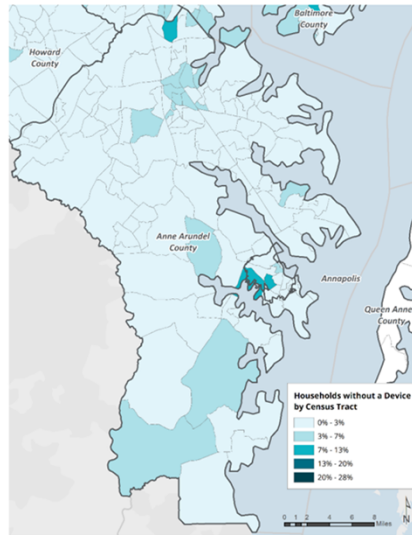 Baltimore
County
Howard
County
Anne Arundel
County
Annapolis
Queen Anne
County
Households without a Device
by Census Tract
0% - 3%
3% - 7%
7% - 13%
13% - 20%
20% - 28%
0 1 2 4 6 8
Miles
N